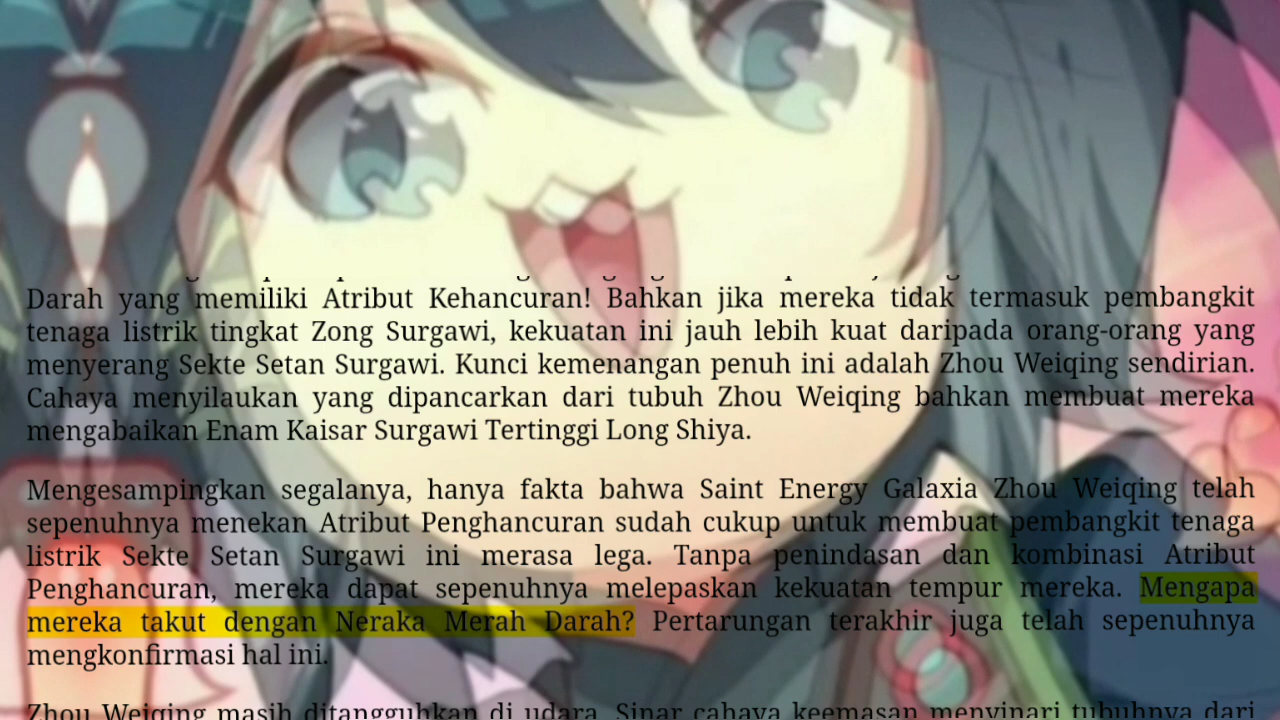 Darah yang memiliki Atribut Kehancuran! Bahkan jika mereka tidak termasuk pembangkit
tenaga listrik tingkat Zong Surgawi, kekuatan ini jauh lebih kuat daripada orang-orang yang
menyerang Sekte Setan Surgawi. Kunci kemenangan penuh ini adalah Zhou Weiqing sendirian.
Cahaya menyilaukan yang dipancarkan dari tubuh Zhou Weiqing bahkan membuat mereka
mengabaikan Enam Kaisar Surgawi Tertinggi Long Shiya.
Mengesampingkan segalanya, hanya fakta bahwa Saint Energy Galaxia Zhou Weiqing telah
sepenuhnya menekan Atribut Penghancuran sudah cukup untuk membuat pembangkit tenaga
listrik Sekte Setan Surgawi ini merasa lega. Tanpa penindasan dan kombinasi Atribut
Penghancuran, mereka dapat sepenuhnya melepaskan kekuatan tempur mereka. Mengapa
mereka takut dengan Neraka Merah Darah? Pertarungan terakhir juga telah sepenuhnya
mengkonfirmasi hal ini.
Zhou Weiqing masih ditangguhkan di udara. Sinar cahaya keemasan menyinari tubuhnya dari